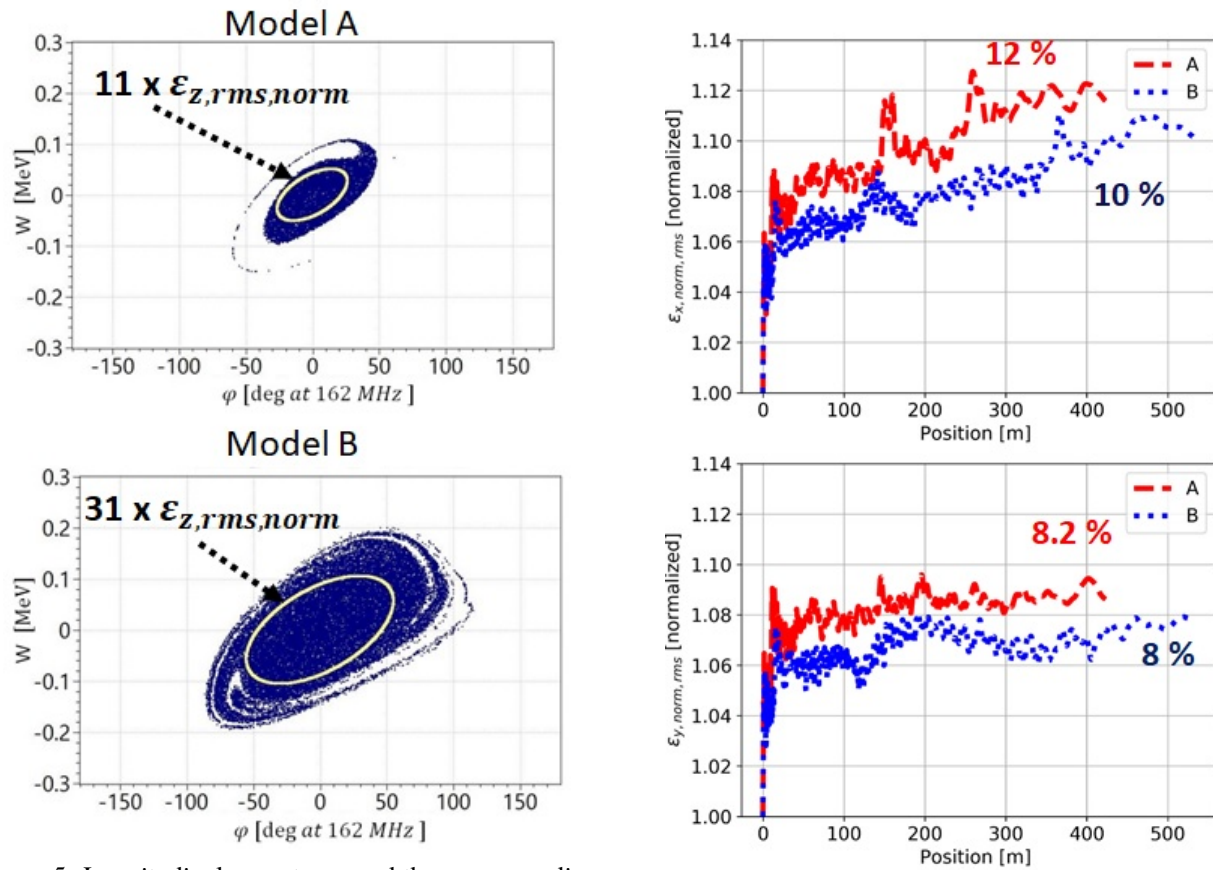 Model A
11 x εz,rms,norm
0.3
0.2
0.1
0
-0.1
-0.2
-0.3
W [MeV]
-150 -100 -50 0 50 100 150
φ [deg at 162 MHz ]
Model B
31 x εz,rms,norm
0.3
0.2
0.1
0
-0.1
-0.2
-0.3
W [MeV]
-150 -100 -50 0 50 100 150
φ [deg at 162 MHz ]
1.14
1.12
1.10
1.08
1.06
1.04
1.02
1.00
εx,norm,rms [normalized]
12 %
10 %
A
B
0 100 200 300 400 500
Position [m]
1.14
1.12
1.10
1.08
1.06
1.04
1.02
1.00
εy,norm,rms [normalized]
8.2 %
8 %
A
B
0 100 200 300 400 500
Position [m]